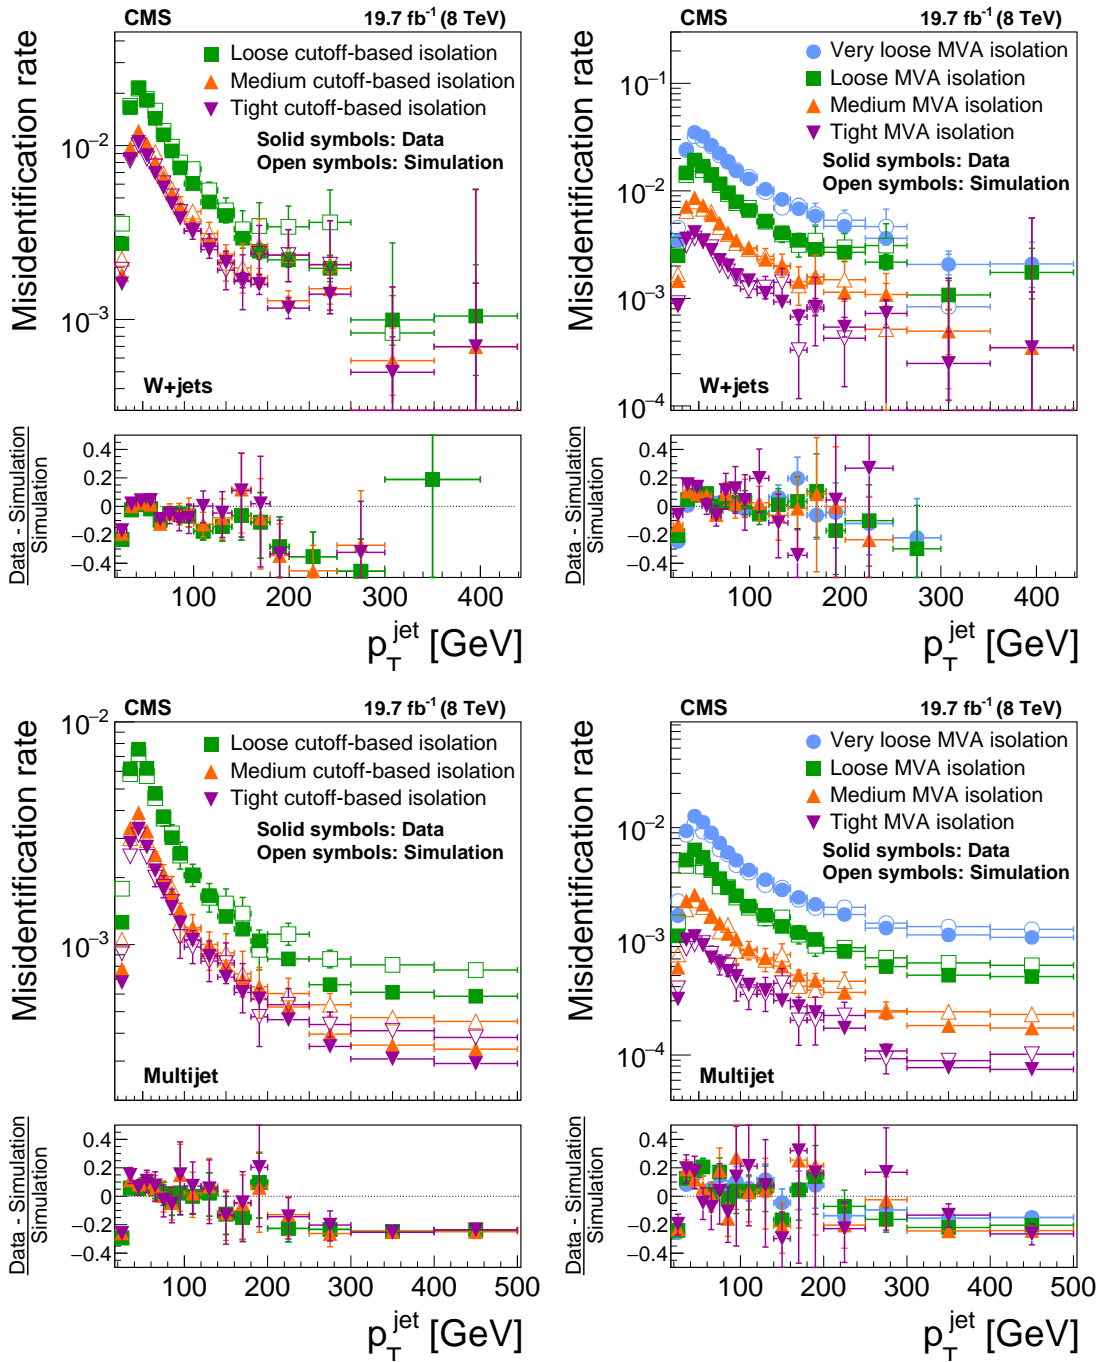 CMS 19.7 fb⁻¹ (8 TeV)
Misidentification rate
Loose cutoff-based isolation
Medium cutoff-based isolation
Tight cutoff-based isolation
Solid symbols: Data
Open symbols: Simulation
10⁻²
10⁻³
W+jets
Data - Simulation
Simulation
0.4
0.2
0
−0.2
−0.4
100 200 300 400
p_T^jet [GeV]
CMS 19.7 fb⁻¹ (8 TeV)
Misidentification rate
Very loose MVA isolation
Loose MVA isolation
Medium MVA isolation
Tight MVA isolation
Solid symbols: Data
Open symbols: Simulation
10⁻¹
10⁻²
10⁻³
10⁻⁴
W+jets
Data - Simulation
Simulation
0.4
0.2
0
−0.2
−0.4
100 200 300 400
p_T^jet [GeV]
CMS 19.7 fb⁻¹ (8 TeV)
Misidentification rate
Loose cutoff-based isolation
Medium cutoff-based isolation
Tight cutoff-based isolation
Solid symbols: Data
Open symbols: Simulation
10⁻²
10⁻³
Multijet
Data - Simulation
Simulation
0.4
0.2
0
−0.2
−0.4
100 200 300 400 500
p_T^jet [GeV]
CMS 19.7 fb⁻¹ (8 TeV)
Misidentification rate
Very loose MVA isolation
Loose MVA isolation
Medium MVA isolation
Tight MVA isolation
Solid symbols: Data
Open symbols: Simulation
10⁻²
10⁻³
10⁻⁴
Multijet
Data - Simulation
Simulation
0.4
0.2
0
−0.2
−0.4
100 200 300 400 500
p_T^jet [GeV]